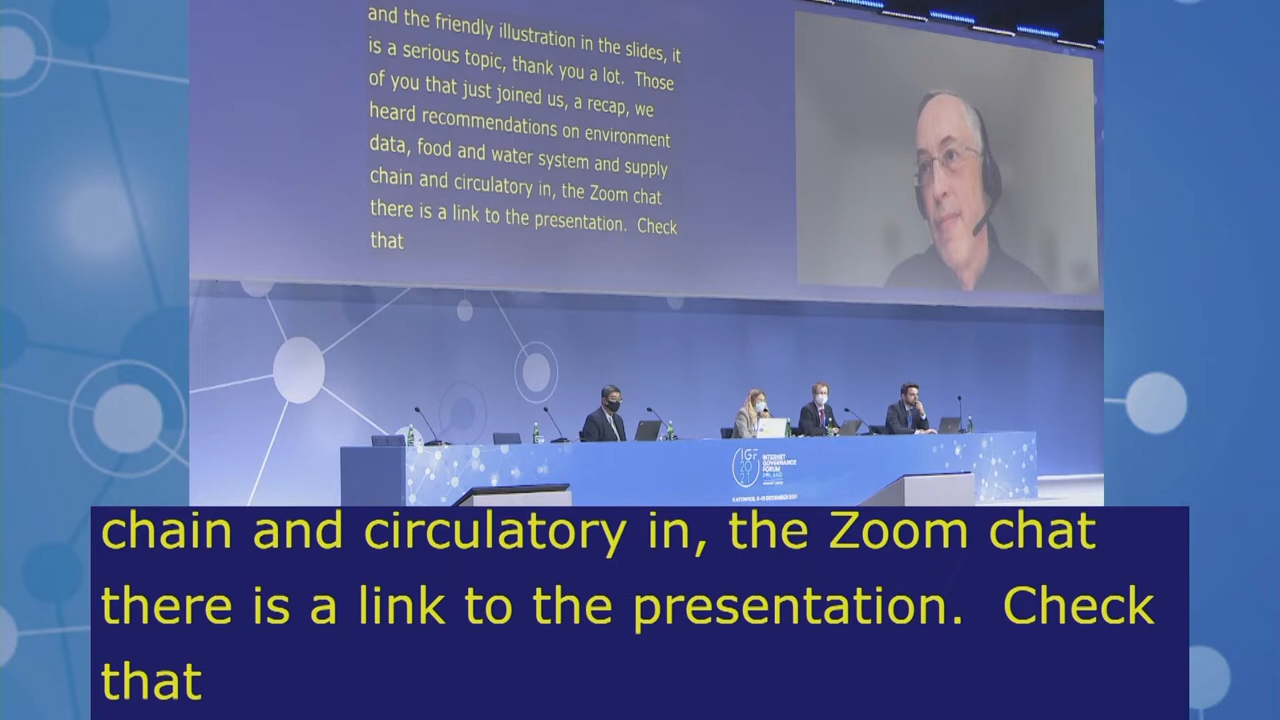 and the friendly illustration in the slides, it
is a serious topic, thank you a lot. Those
of you that just joined us, a recap, we
heard recommendations on environment
data, food and water system and supply
chain and circulatory in, the Zoom chat
there is a link to the presentation. Check
that
IGF
20
21
INTERNET
GOVERNANCE
FORUM
POLAND
chain and circulatory in, the Zoom chat
there is a link to the presentation. Check
that